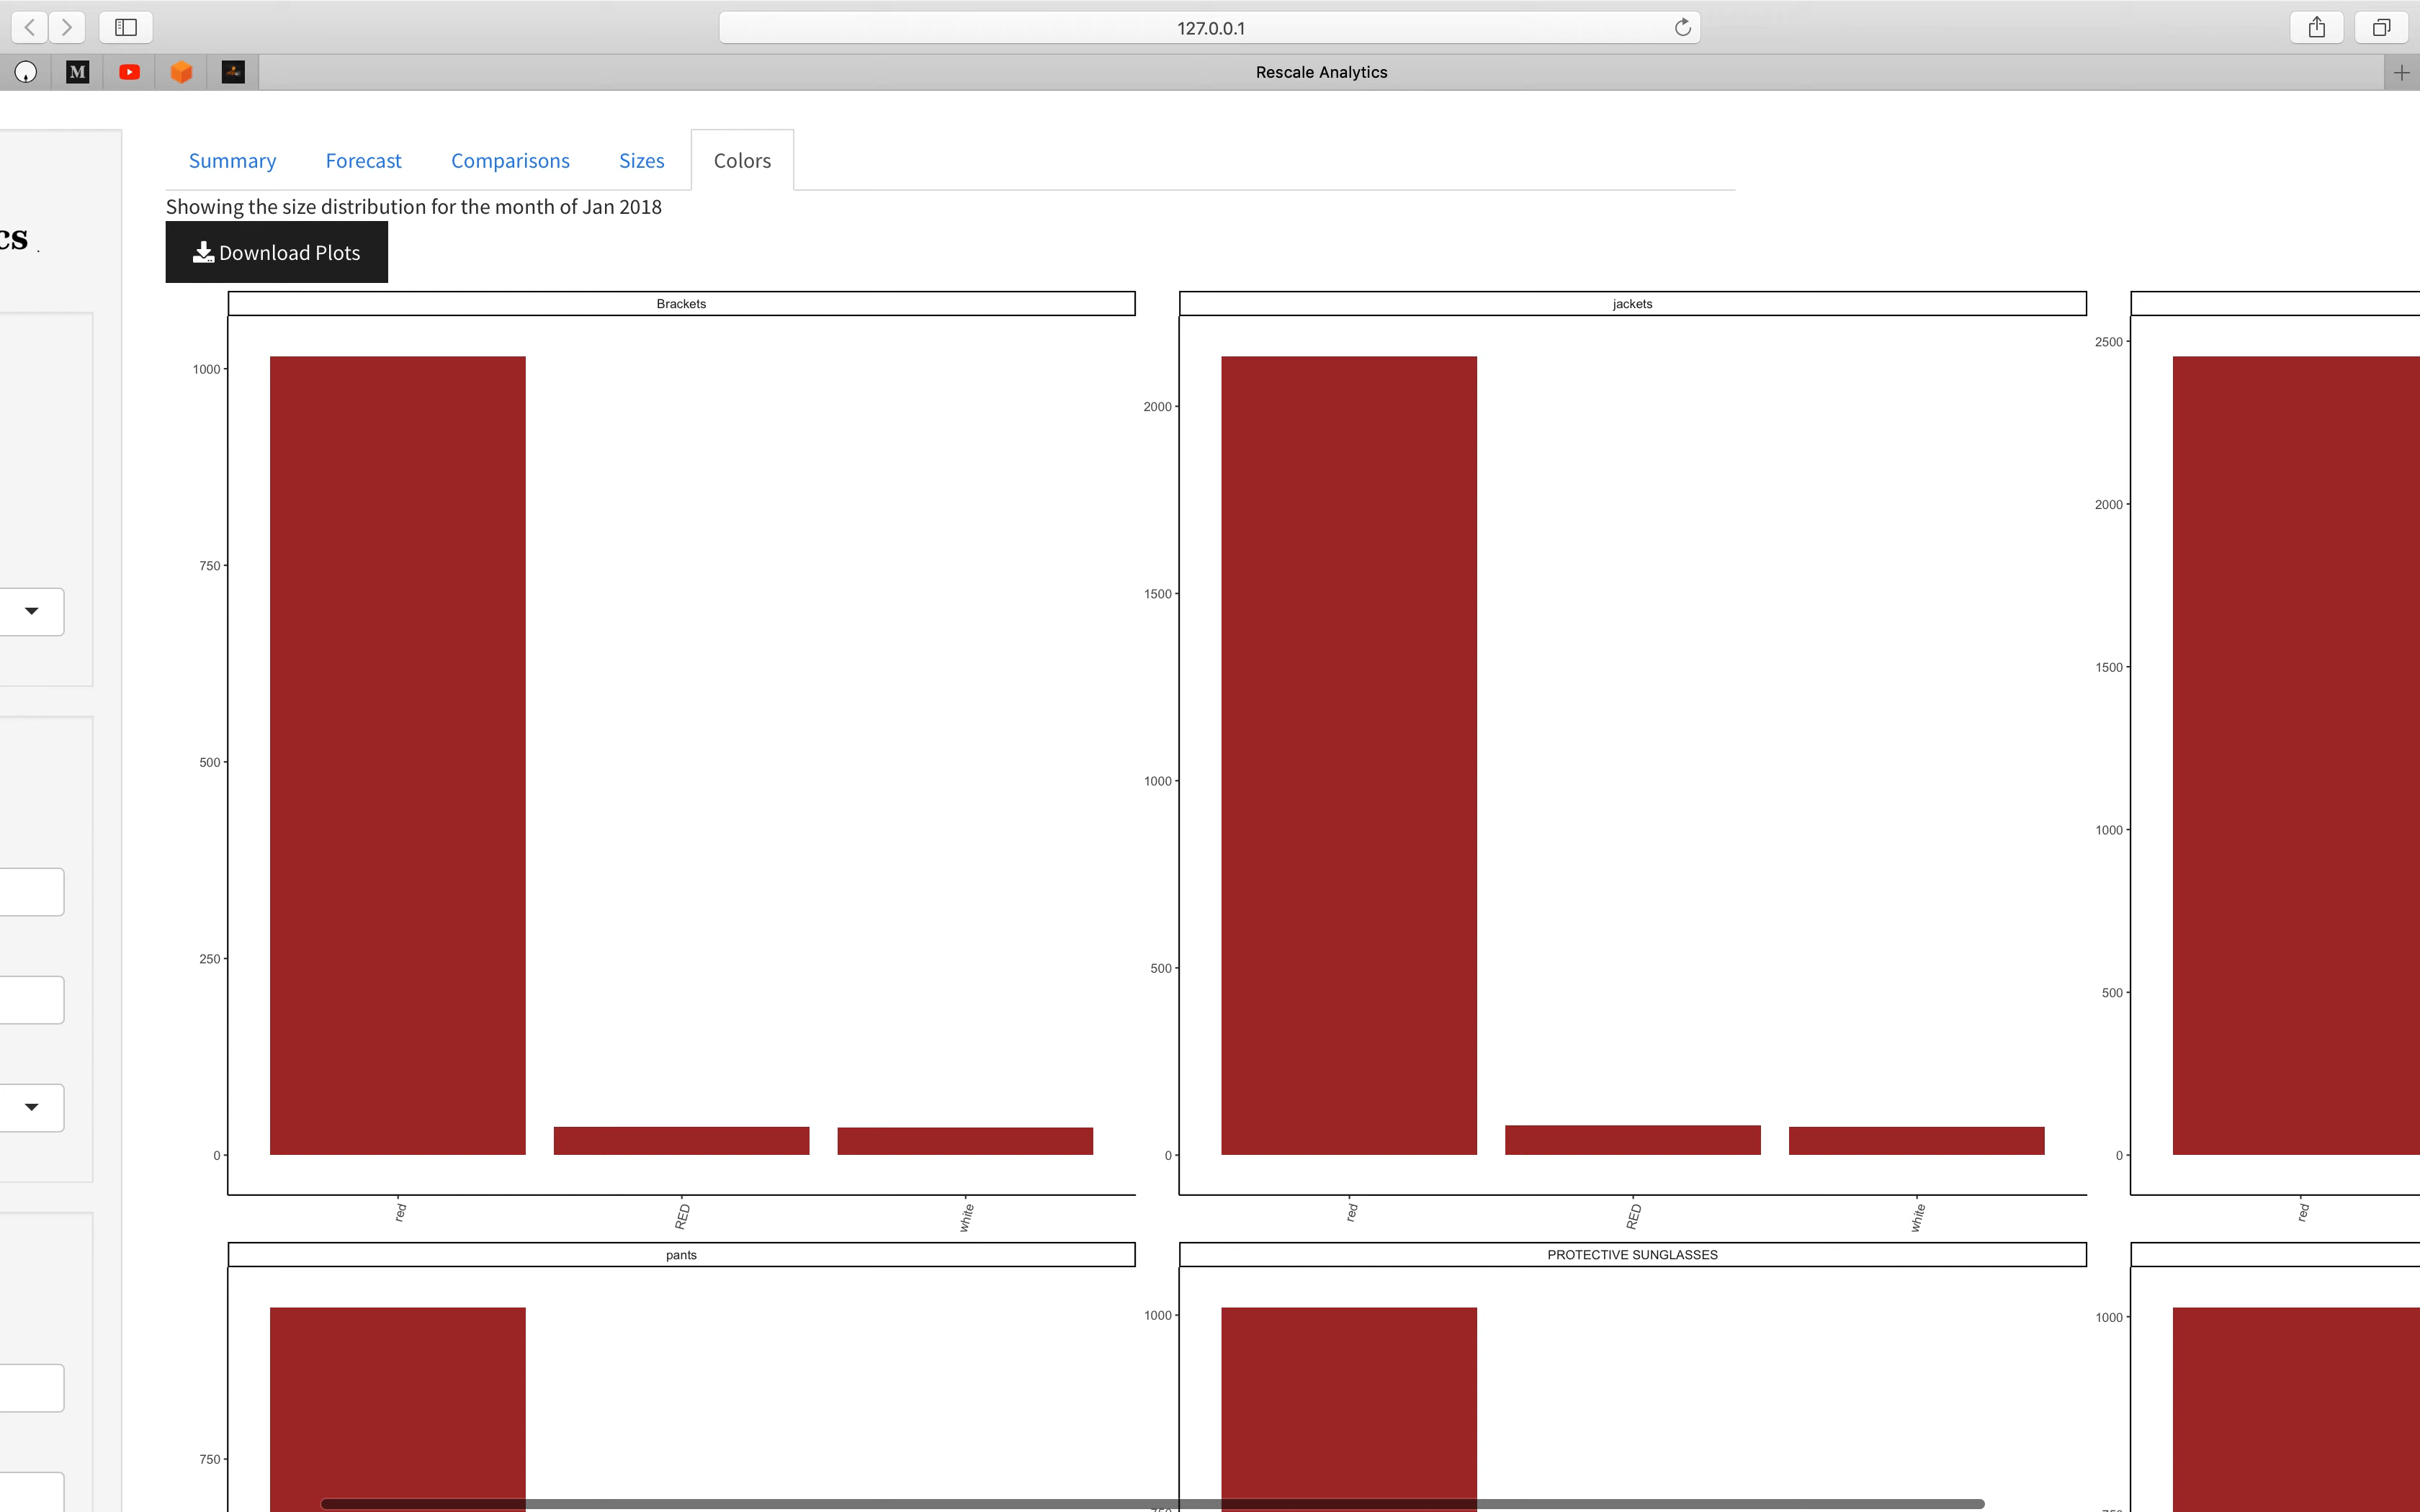 127.0.0.1
M
Rescale Analytics
Summary Forecast Comparisons Sizes Colors
Showing the size distribution for the month of Jan 2018
cs .
Download Plots
Brackets
1000
750
500
250
0
red RED white
jackets
2000
1500
1000
500
0
red RED white
2500
2000
1500
1000
500
0
red
pants
750
PROTECTIVE SUNGLASSES
1000
1000